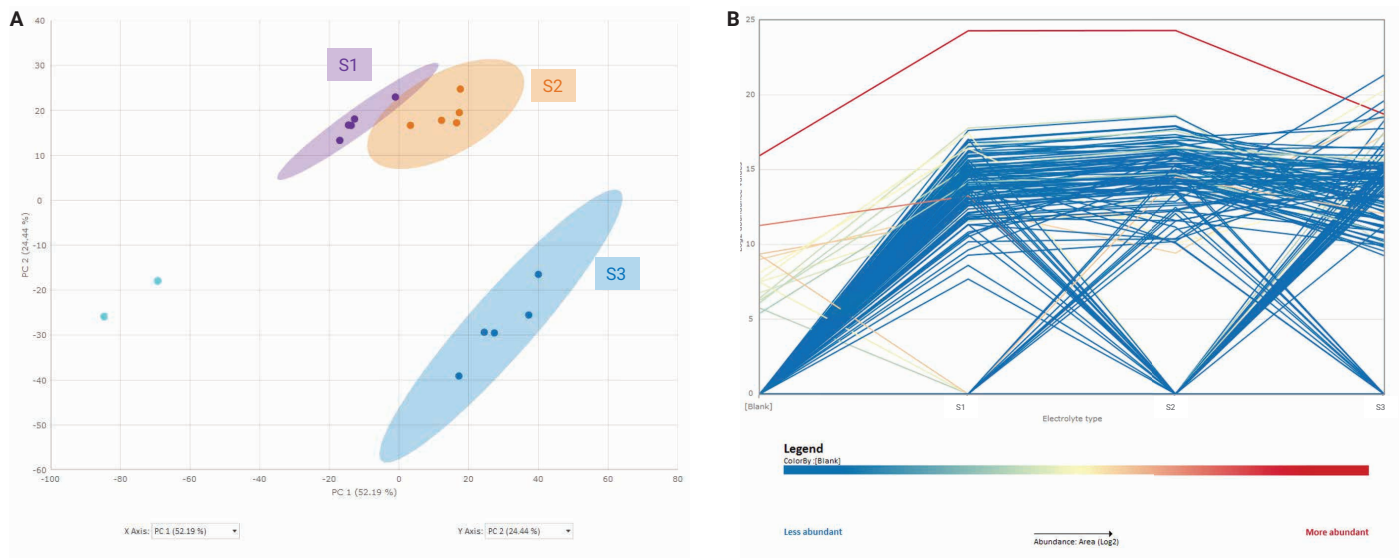 A
40
30
20
10
0
-10
-20
-30
-40
-50
-60
PC 2 (24.44 %)
S1
S2
S3
-100
-80
-60
-40
-20
0
20
40
60
80
PC 1 (52.19 %)
X Axis: PC 1 (52.19 %)
Y Axis: PC 2 (24.44 %)
B
25
20
15
10
5
0
[Blank]
S1
S2
S3
Electrolyte type
Legend
ColorBy :[Blank]
Less abundant
Abundance: Area (Log2)
More abundant